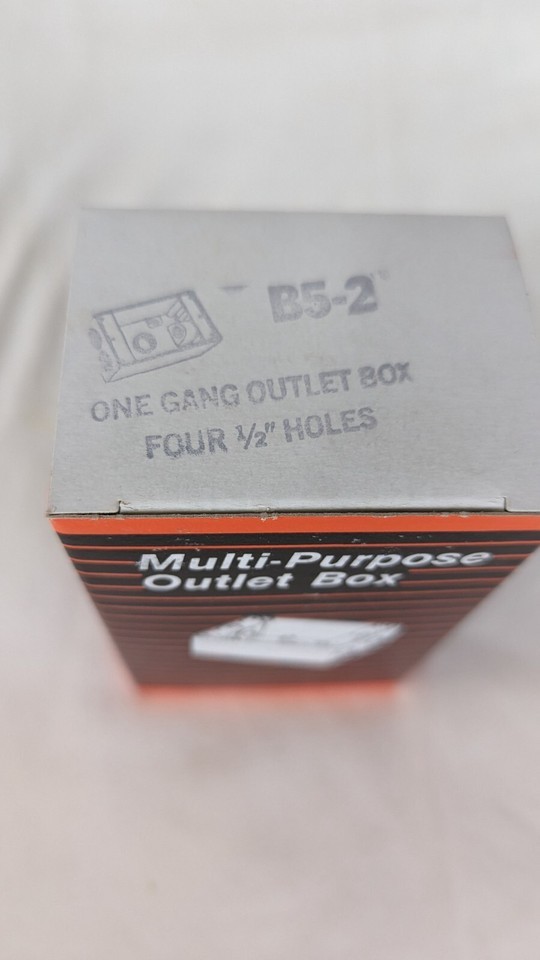 B5-2
ONE GANG OUTLET BOX
FOUR 1/2" HOLES
Multi-Purpose
Outlet Box